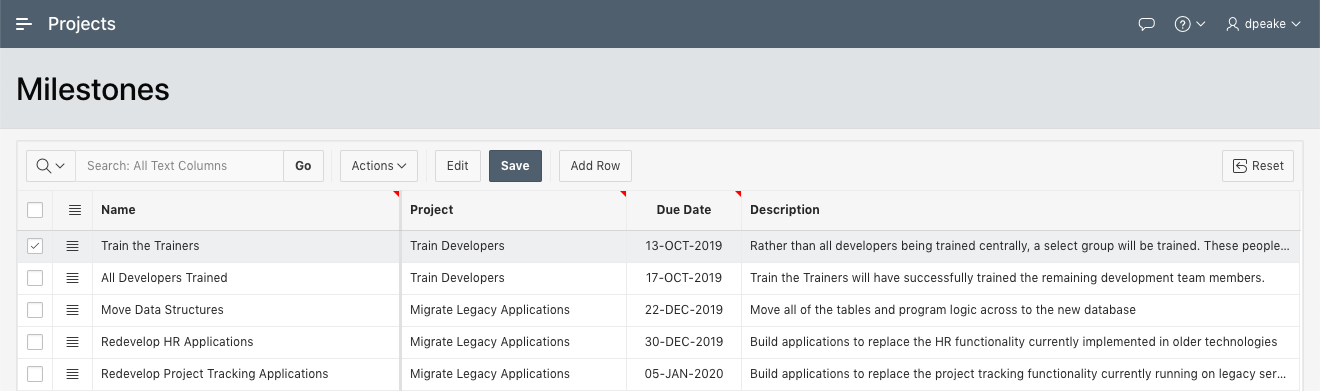 Projects dpeake
Milestones
Search: All Text Columns Go Actions Edit Save Add Row Reset
Name Project Due Date Description
Train the Trainers Train Developers 13-OCT-2019 Rather than all developers being trained centrally, a select group will be trained. These people...
All Developers Trained Train Developers 17-OCT-2019 Train the Trainers will have successfully trained the remaining development team members.
Move Data Structures Migrate Legacy Applications 22-DEC-2019 Move all of the tables and program logic across to the new database
Redevelop HR Applications Migrate Legacy Applications 30-DEC-2019 Build applications to replace the HR functionality currently implemented in older technologies
Redevelop Project Tracking Applications Migrate Legacy Applications 05-JAN-2020 Build applications to replace the project tracking functionality currently running on legacy ser...